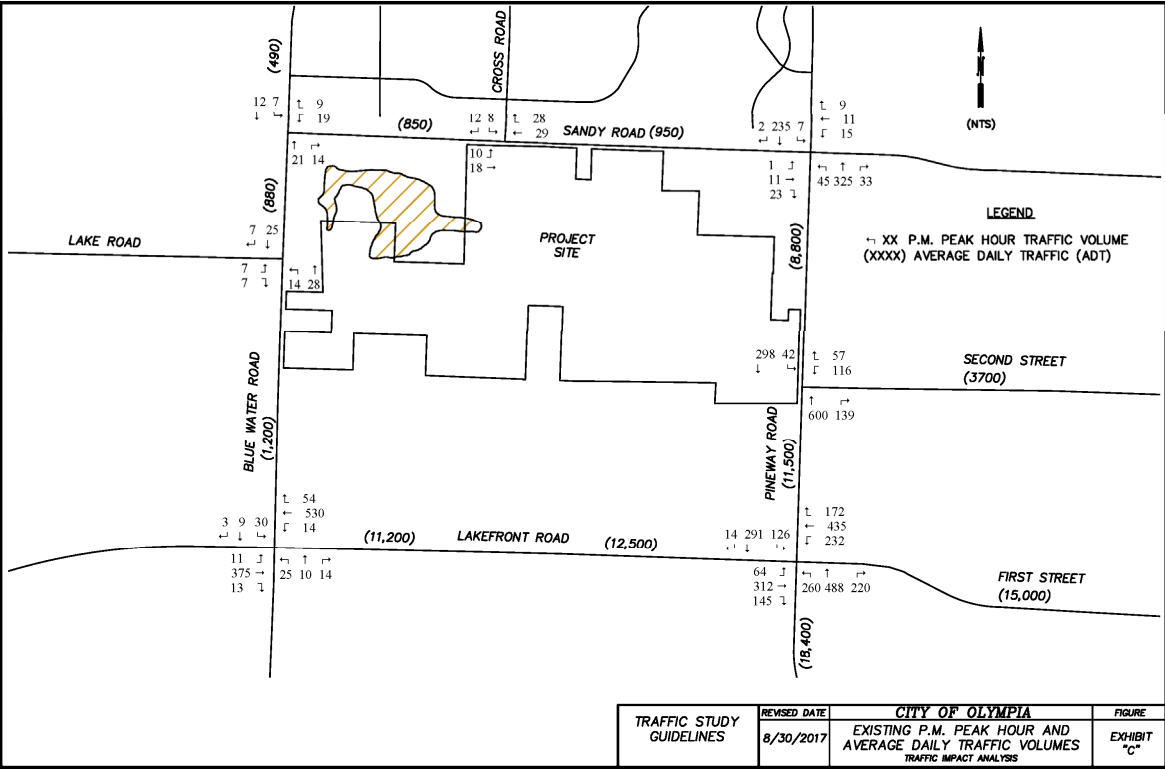 (490)
CROSS ROAD
N
(NTS)
12 7
9
19
(850)
12 8
28
29
SANDY ROAD (950)
2 235 7
9
11
15
21 14
10
18
1
11
23
45 325 33
(880)
LEGEND
XX P.M. PEAK HOUR TRAFFIC VOLUME
(XXXX) AVERAGE DAILY TRAFFIC (ADT)
LAKE ROAD
7 25
PROJECT
SITE
(8,800)
7
7
14 28
298 42
57
116
SECOND STREET
(3700)
600 139
BLUE WATER ROAD
(1,200)
PINEWAY ROAD
(11,500)
54
530
14
3 9 30
(11,200)
LAKEFRONT ROAD
(12,500)
14 291 126
172
435
232
11
375
13
25 10 14
64
312
145
260 488 220
FIRST STREET
(15,000)
(18,400)
TRAFFIC STUDY
GUIDELINES
REVISED DATE
8/30/2017
CITY OF OLYMPIA
EXISTING P.M. PEAK HOUR AND
AVERAGE DAILY TRAFFIC VOLUMES
TRAFFIC IMPACT ANALYSIS
FIGURE
EXHIBIT
"C"